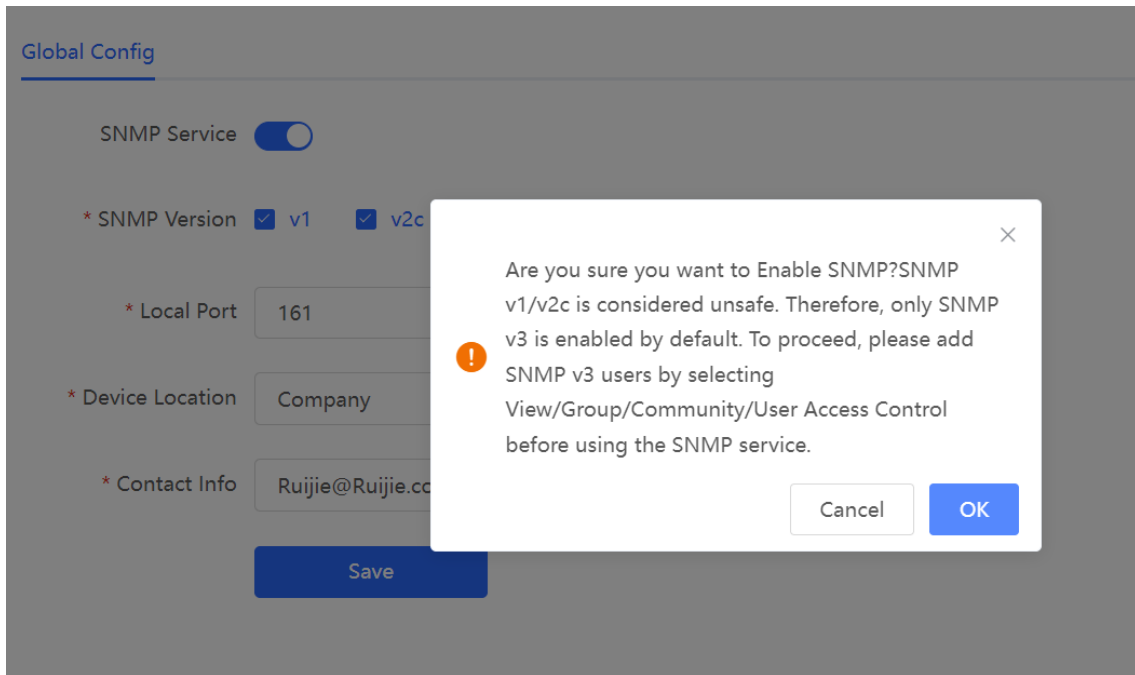 Global Config
SNMP Service
* SNMP Version v1 v2c
* Local Port 161
* Device Location Company
* Contact Info Ruijie@Ruijie.cc
Save
Are you sure you want to Enable SNMP?SNMP
v1/v2c is considered unsafe. Therefore, only SNMP
v3 is enabled by default. To proceed, please add
SNMP v3 users by selecting
View/Group/Community/User Access Control
before using the SNMP service.
Cancel OK